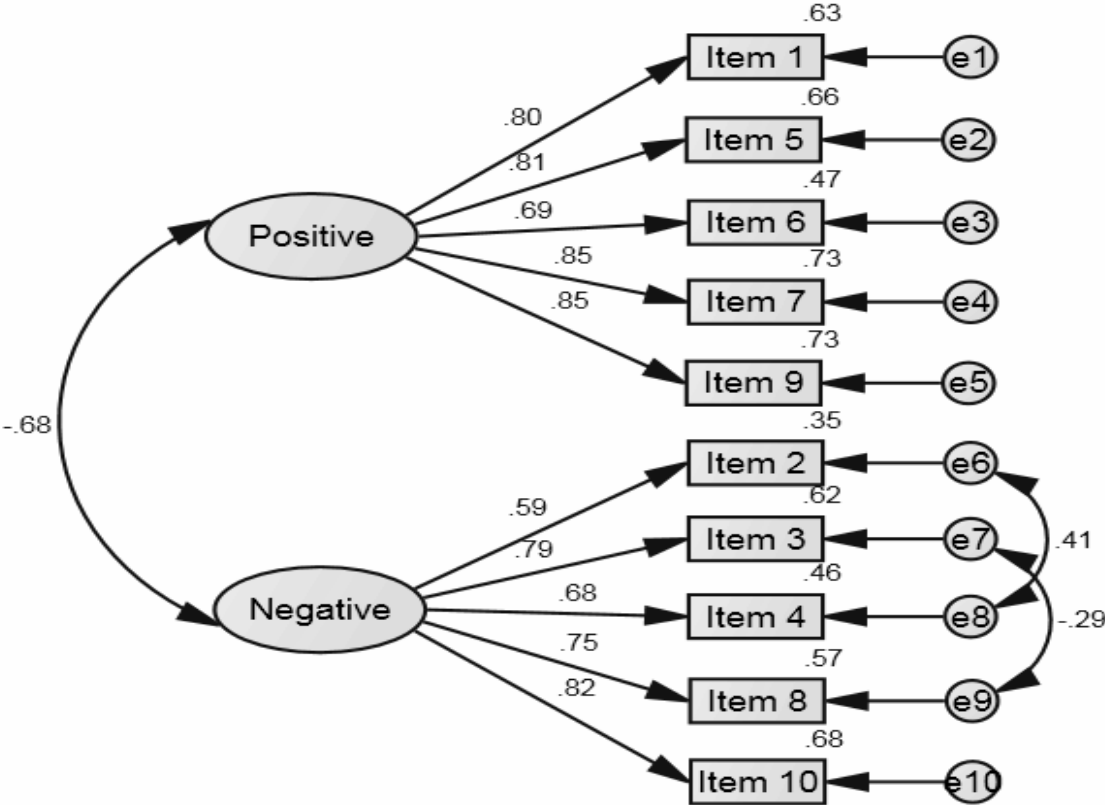 .63
Item 1
e1
.80
.66
Item 5
e2
.81
.47
.69
Item 6
e3
Positive
.85
.73
Item 7
e4
.85
.73
Item 9
e5
-.68
.35
Item 2
e6
.59
.62
.79
Item 3
e7
.41
.46
.68
Item 4
e8
-.29
Negative
.75
.57
.82
Item 8
e9
.68
Item 10
e10